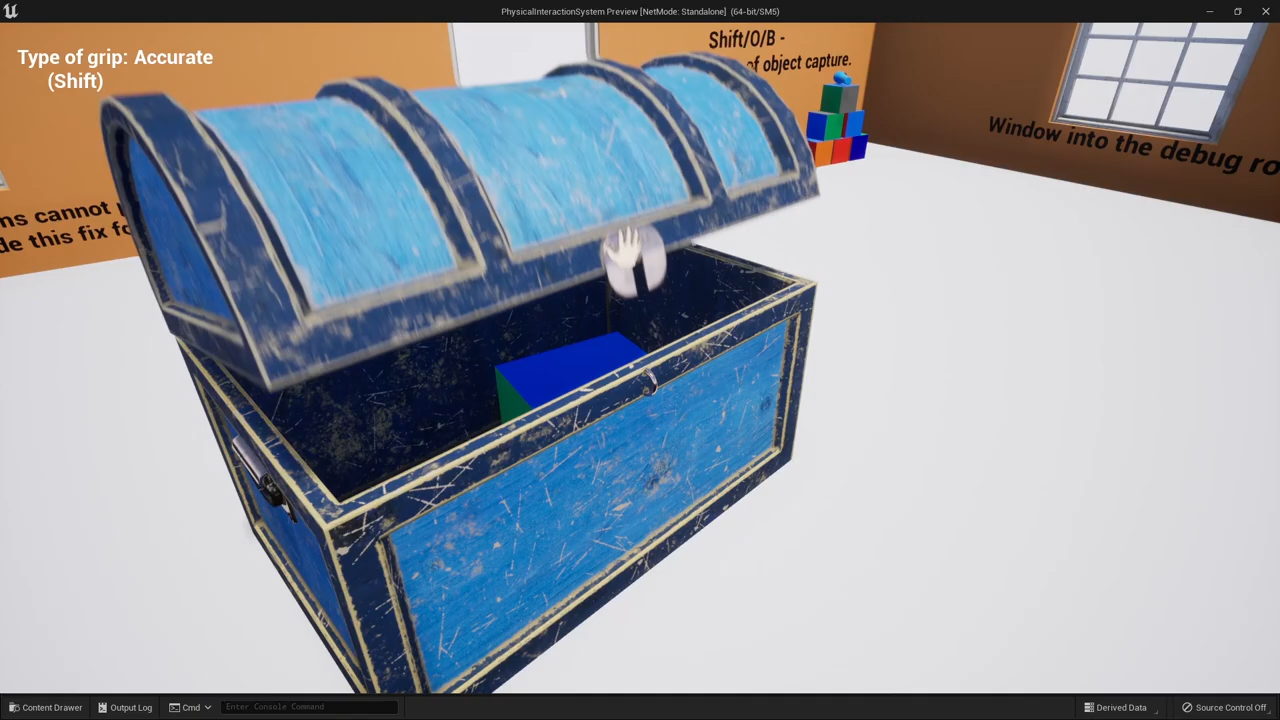 PhysicalInteractionSystem Preview [NetMode: Standalone] (64-bit/SM5)
Type of grip: Accurate
(Shift)
Shift/O/B -
of object capture.
Window into the debug
ns cannot
de this fix
Content Drawer
Output Log
Cmd
Enter Console Command
Derived Data
Source Control Off